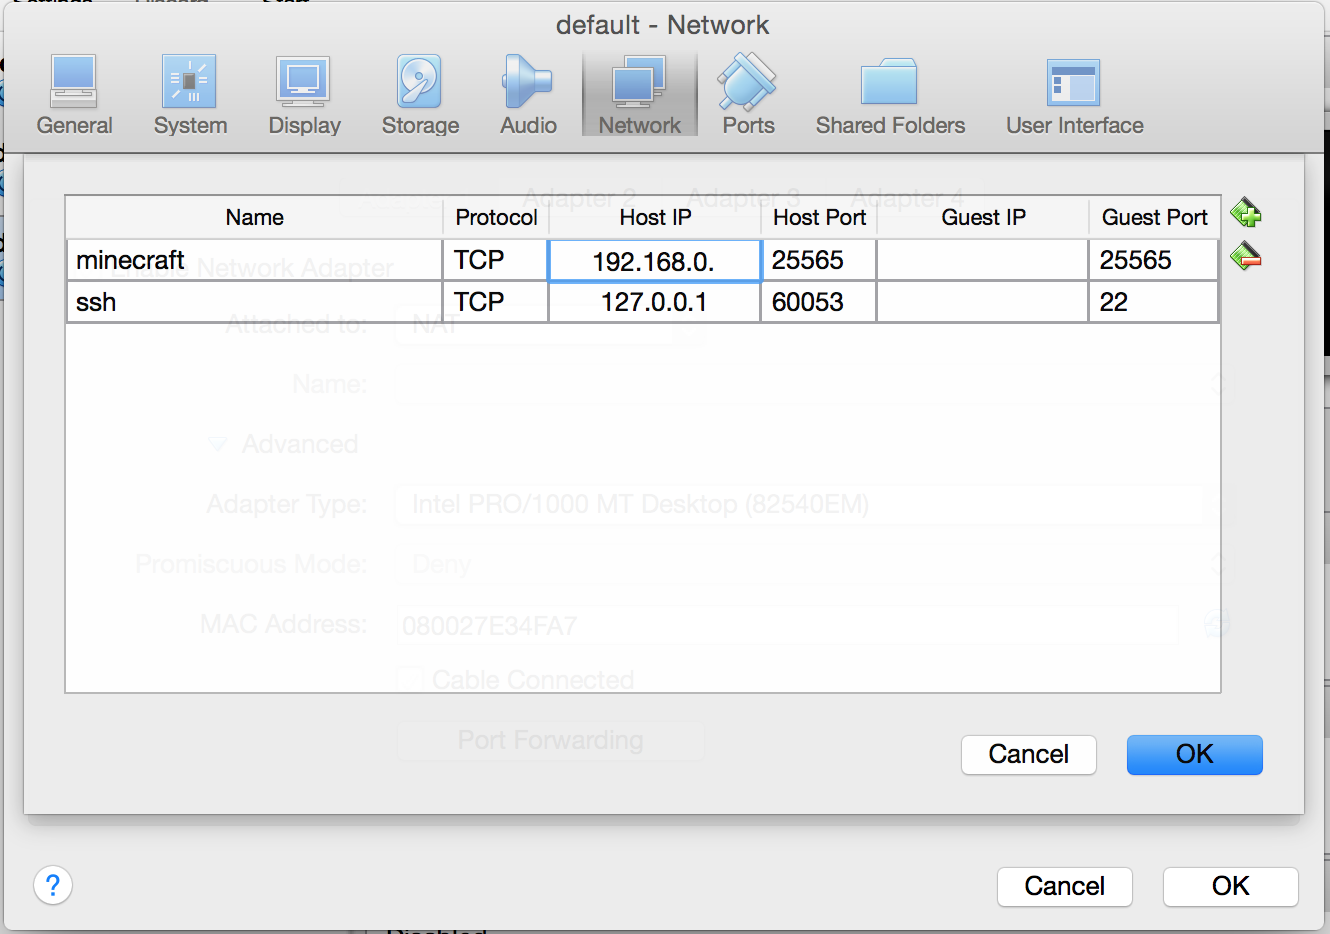 default - Network
General System Display Storage Audio Network Ports Shared Folders User Interface
Adapter 2 Adapter 3 Adapter 4
Name Protocol Host IP Host Port Guest IP Guest Port
Enable Network Adapter
minecraft TCP 192.168.0. 25565 25565
ssh TCP 127.0.0.1 60053 22
Attached to: NAT
Name:
Advanced
Adapter Type: Intel PRO/1000 MT Desktop (82540EM)
Promiscuous Mode: Deny
MAC Address: 080027E34FA7
Cable Connected
Port Forwarding
Cancel OK
? Cancel OK